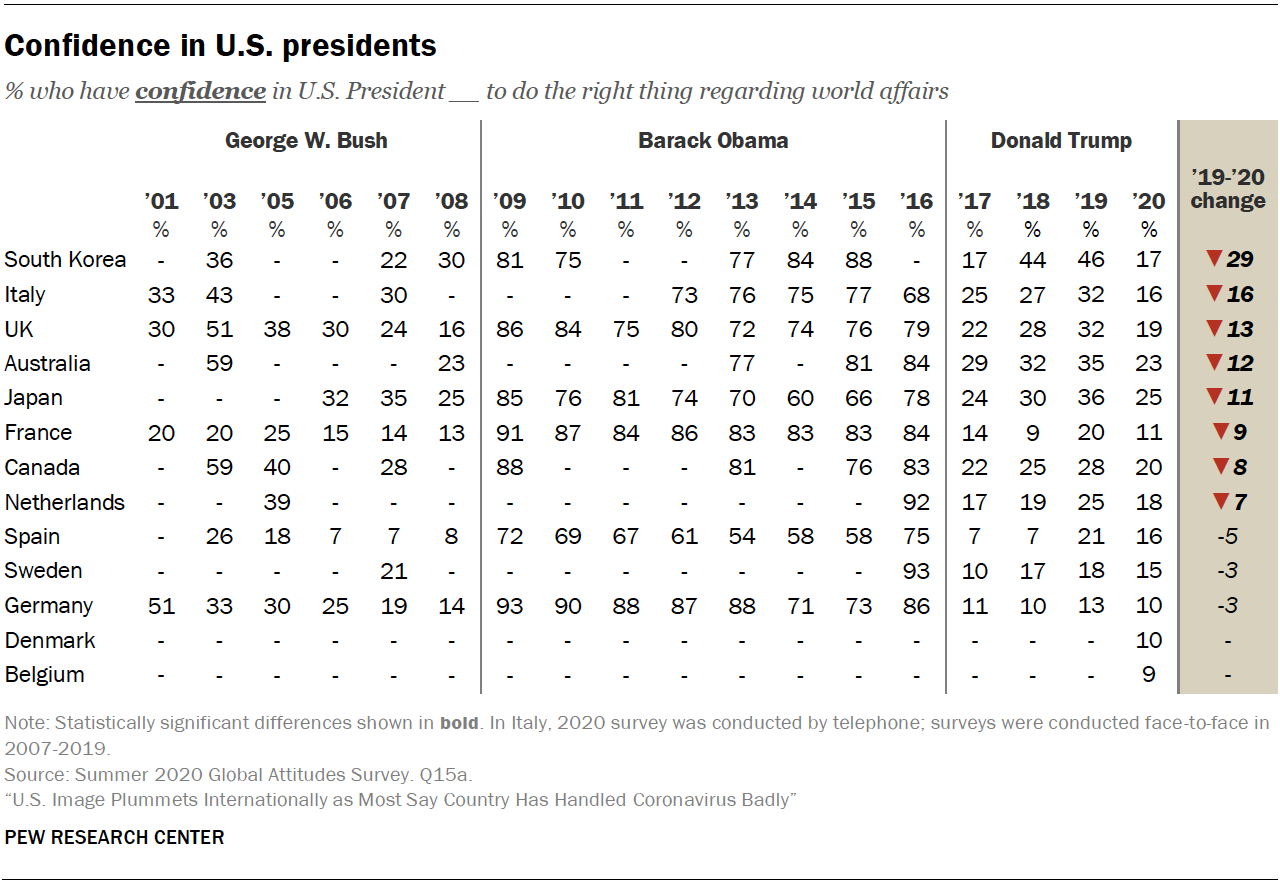 Confidence in U.S. presidents
% who have confidence in U.S. President __ to do the right thing regarding world affairs
George W. Bush Barack Obama Donald Trump ’19-’20 change
’01 ’03 ’05 ’06 ’07 ’08 ’09 ’10 ’11 ’12 ’13 ’14 ’15 ’16 ’17 ’18 ’19 ’20
% % % % % % % % % % % % % % % % % %
South Korea - 36 - - 22 30 81 75 - - 77 84 88 - 17 44 46 17 ▼29
Italy 33 43 - - 30 - - - - 73 76 75 77 68 25 27 32 16 ▼16
UK 30 51 38 30 24 16 86 84 75 80 72 74 76 79 22 28 32 19 ▼13
Australia - 59 - - - 23 - - - - 77 - 81 84 29 32 35 23 ▼12
Japan - - - 32 35 25 85 76 81 74 70 60 66 78 24 30 36 25 ▼11
France 20 20 25 15 14 13 91 87 84 86 83 83 83 84 14 9 20 11 ▼9
Canada - 59 40 - 28 - 88 - - - 81 - 76 83 22 25 28 20 ▼8
Netherlands - - 39 - - - - - - - - - - 92 17 19 25 18 ▼7
Spain - 26 18 7 7 8 72 69 67 61 54 58 58 75 7 7 21 16 -5
Sweden - - - - 21 - - - - - - - - 93 10 17 18 15 -3
Germany 51 33 30 25 19 14 93 90 88 87 88 71 73 86 11 10 13 10 -3
Denmark - - - - - - - - - - - - - - - - - 10 -
Belgium - - - - - - - - - - - - - - - - - 9 -
Note: Statistically significant differences shown in bold. In Italy, 2020 survey was conducted by telephone; surveys were conducted face-to-face in
2007-2019.
Source: Summer 2020 Global Attitudes Survey. Q15a.
“U.S. Image Plummets Internationally as Most Say Country Has Handled Coronavirus Badly”
PEW RESEARCH CENTER